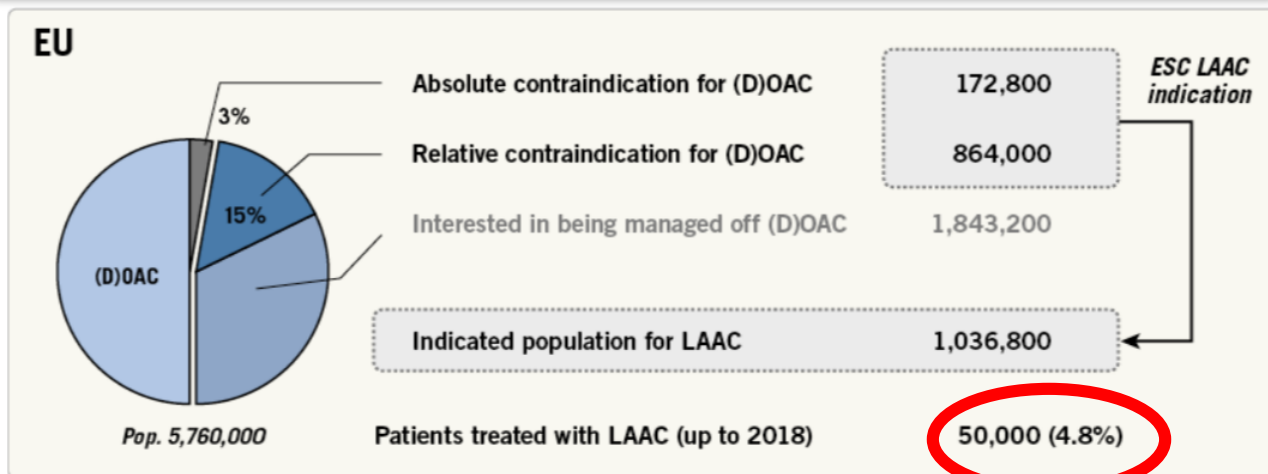 EU
Absolute contraindication for (D)OAC 172,800
ESC LAAC
indication
3%
Relative contraindication for (D)OAC 864,000
15%
Interested in being managed off (D)OAC 1,843,200
(D)OAC
Indicated population for LAAC 1,036,800
Pop. 5,760,000
Patients treated with LAAC (up to 2018) 50,000 (4.8%)